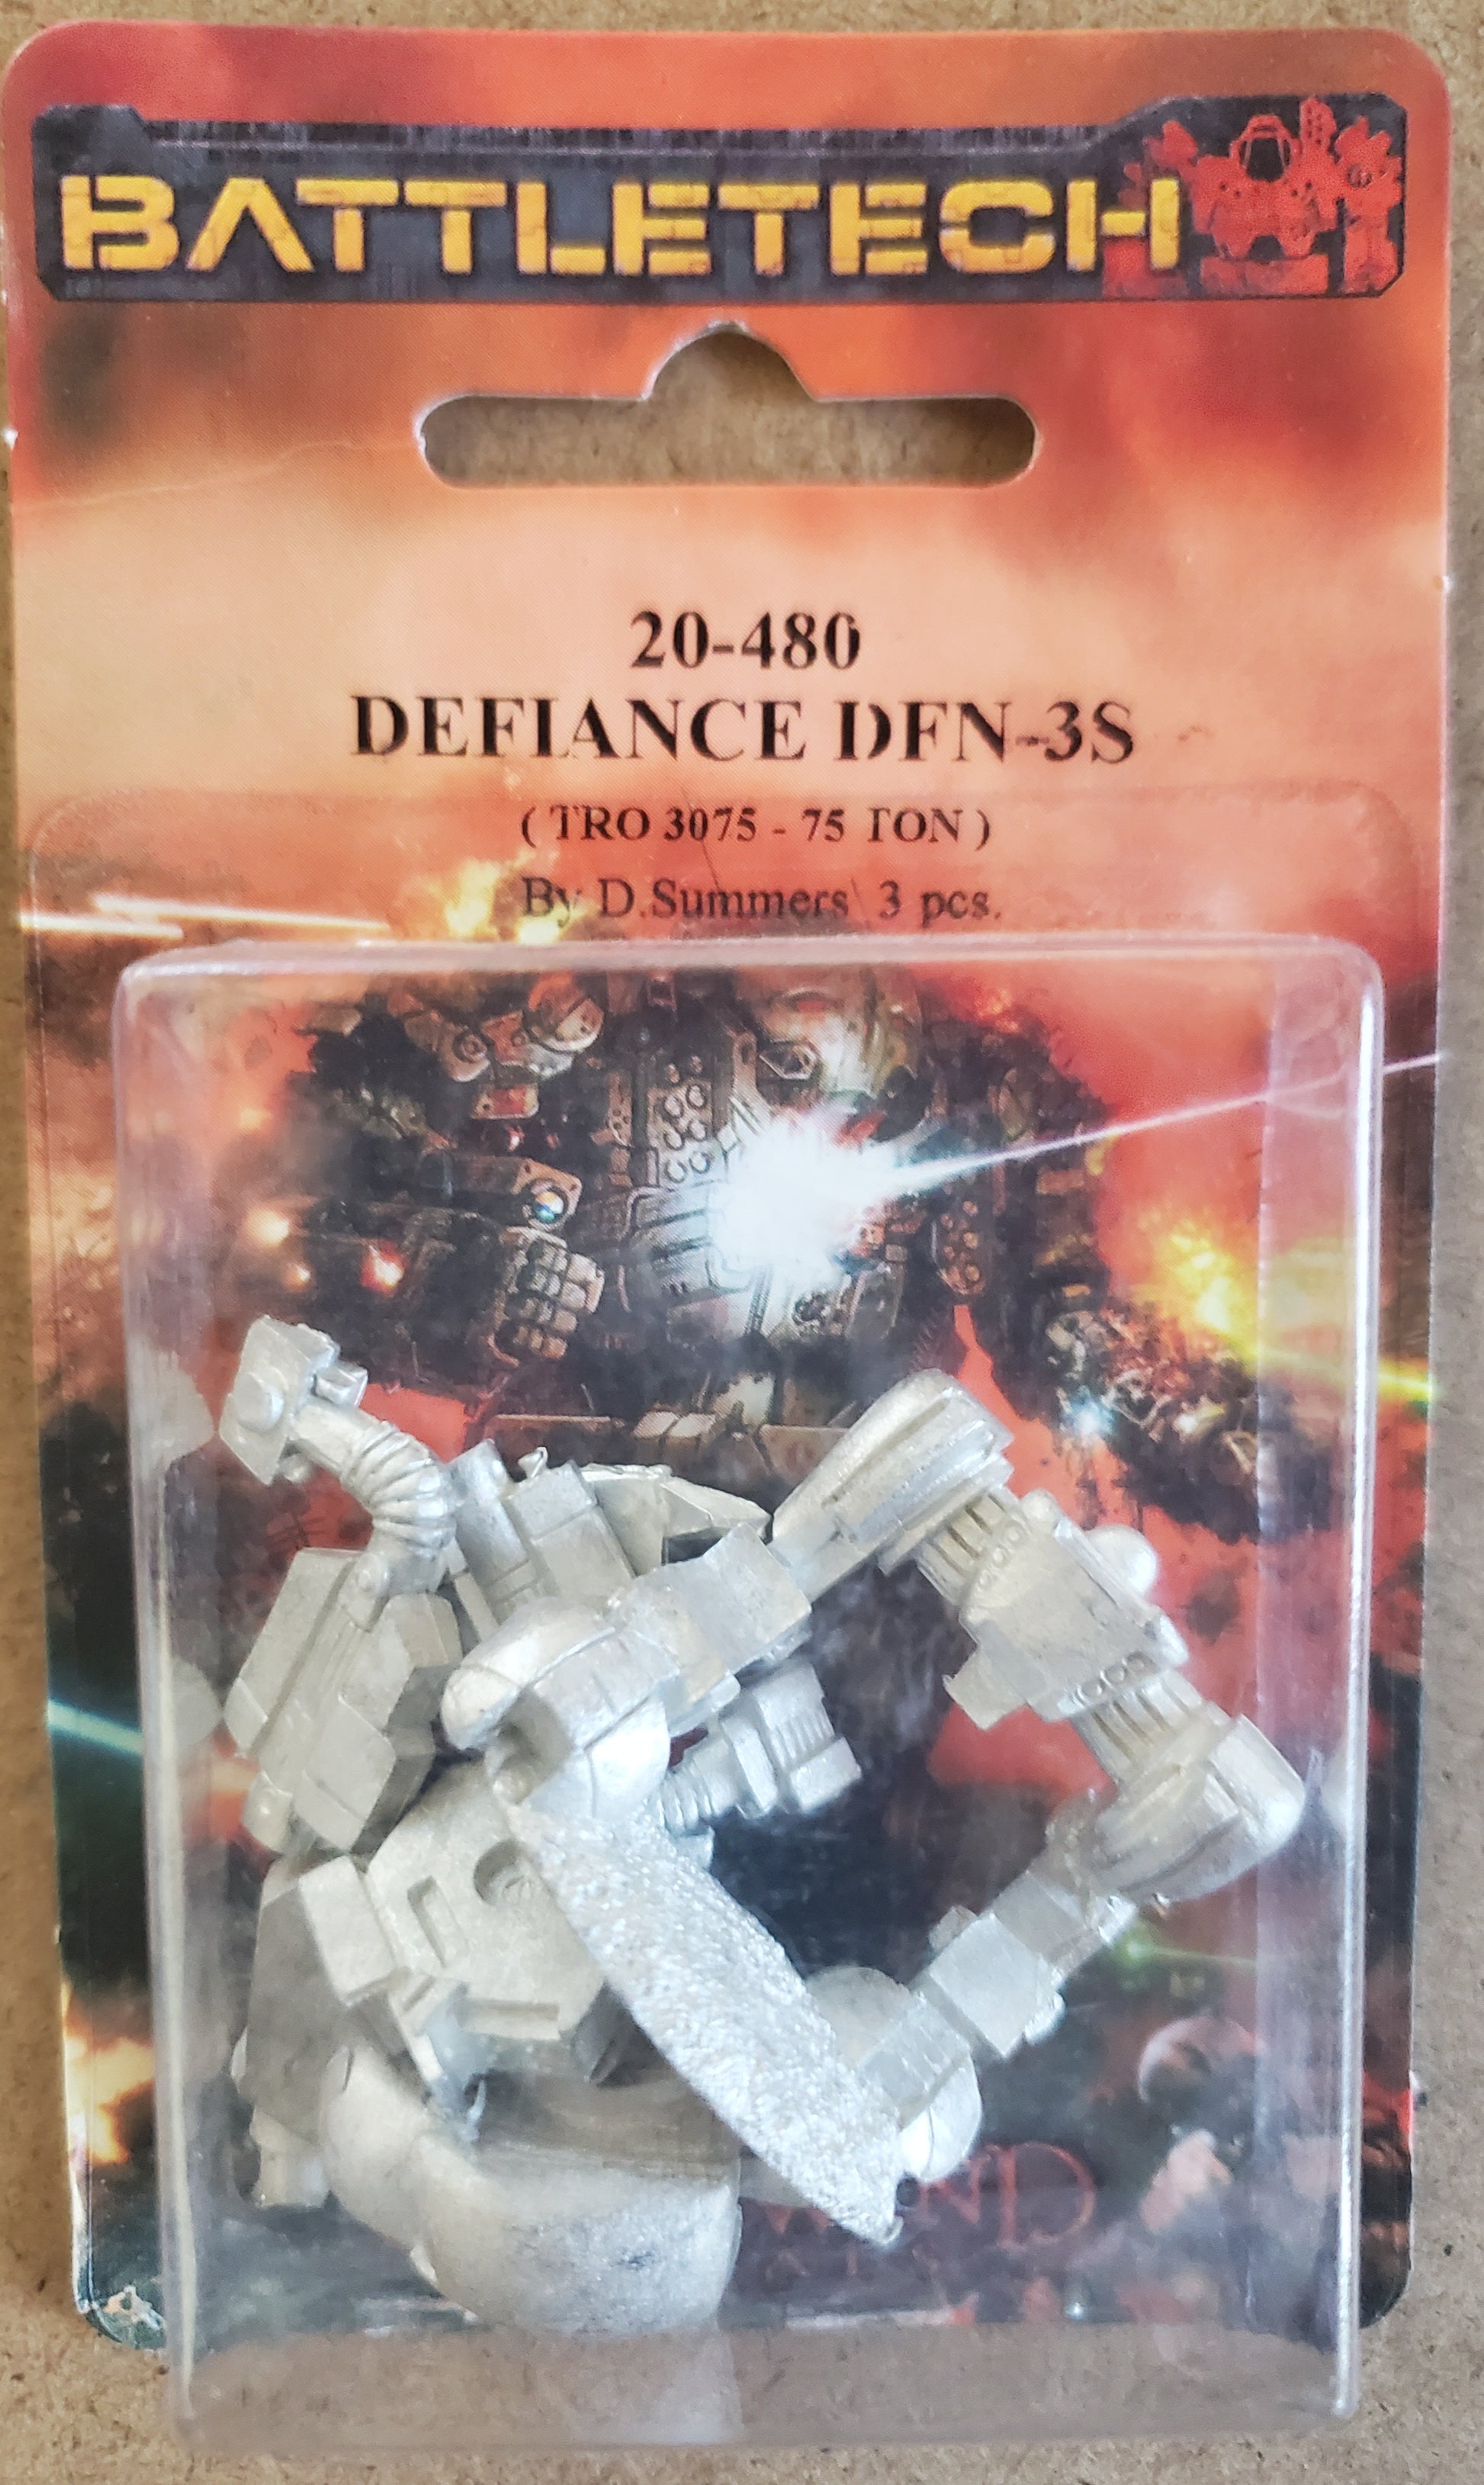 BATTLETECH
20-480
DEFIANCE DFN-3S
( TRO 3075 - 75 TON )
By D.Summers 3 pcs.